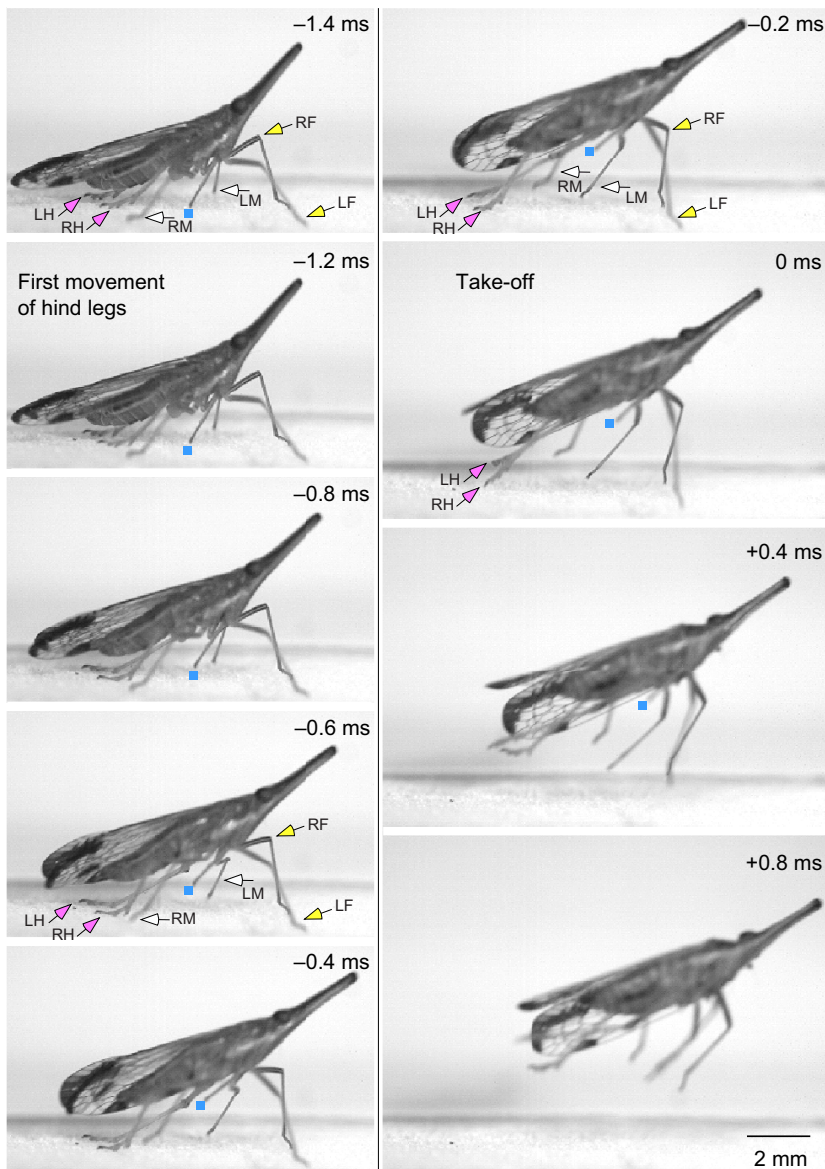 –1.4 ms
RF
LM
LF
LH
RH
RM
–1.2 ms
First movement
of hind legs
–0.8 ms
–0.6 ms
RF
LM
LF
LH
RH
RM
–0.4 ms
–0.2 ms
RF
RM
LM
LF
LH
RH
0 ms
Take-off
LH
RH
+0.4 ms
+0.8 ms
2 mm